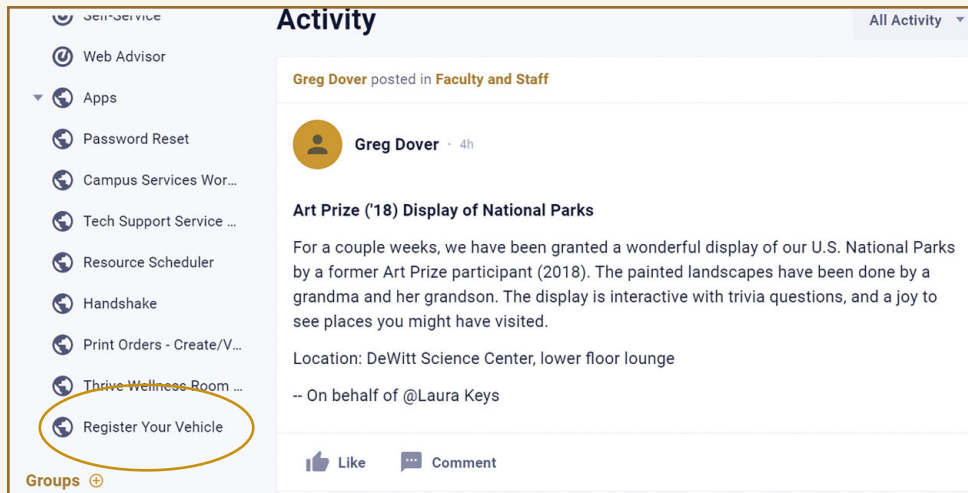 Self-Service
Web Advisor
Apps
Password Reset
Campus Services Wor...
Tech Support Service ...
Resource Scheduler
Handshake
Print Orders - Create/V...
Thrive Wellness Room ...
Register Your Vehicle
Groups
Activity
All Activity
Greg Dover posted in Faculty and Staff
Greg Dover · 4h
Art Prize ('18) Display of National Parks
For a couple weeks, we have been granted a wonderful display of our U.S. National Parks
by a former Art Prize participant (2018). The painted landscapes have been done by a
grandma and her grandson. The display is interactive with trivia questions, and a joy to
see places you might have visited.
Location: DeWitt Science Center, lower floor lounge
-- On behalf of @Laura Keys
Like
Comment